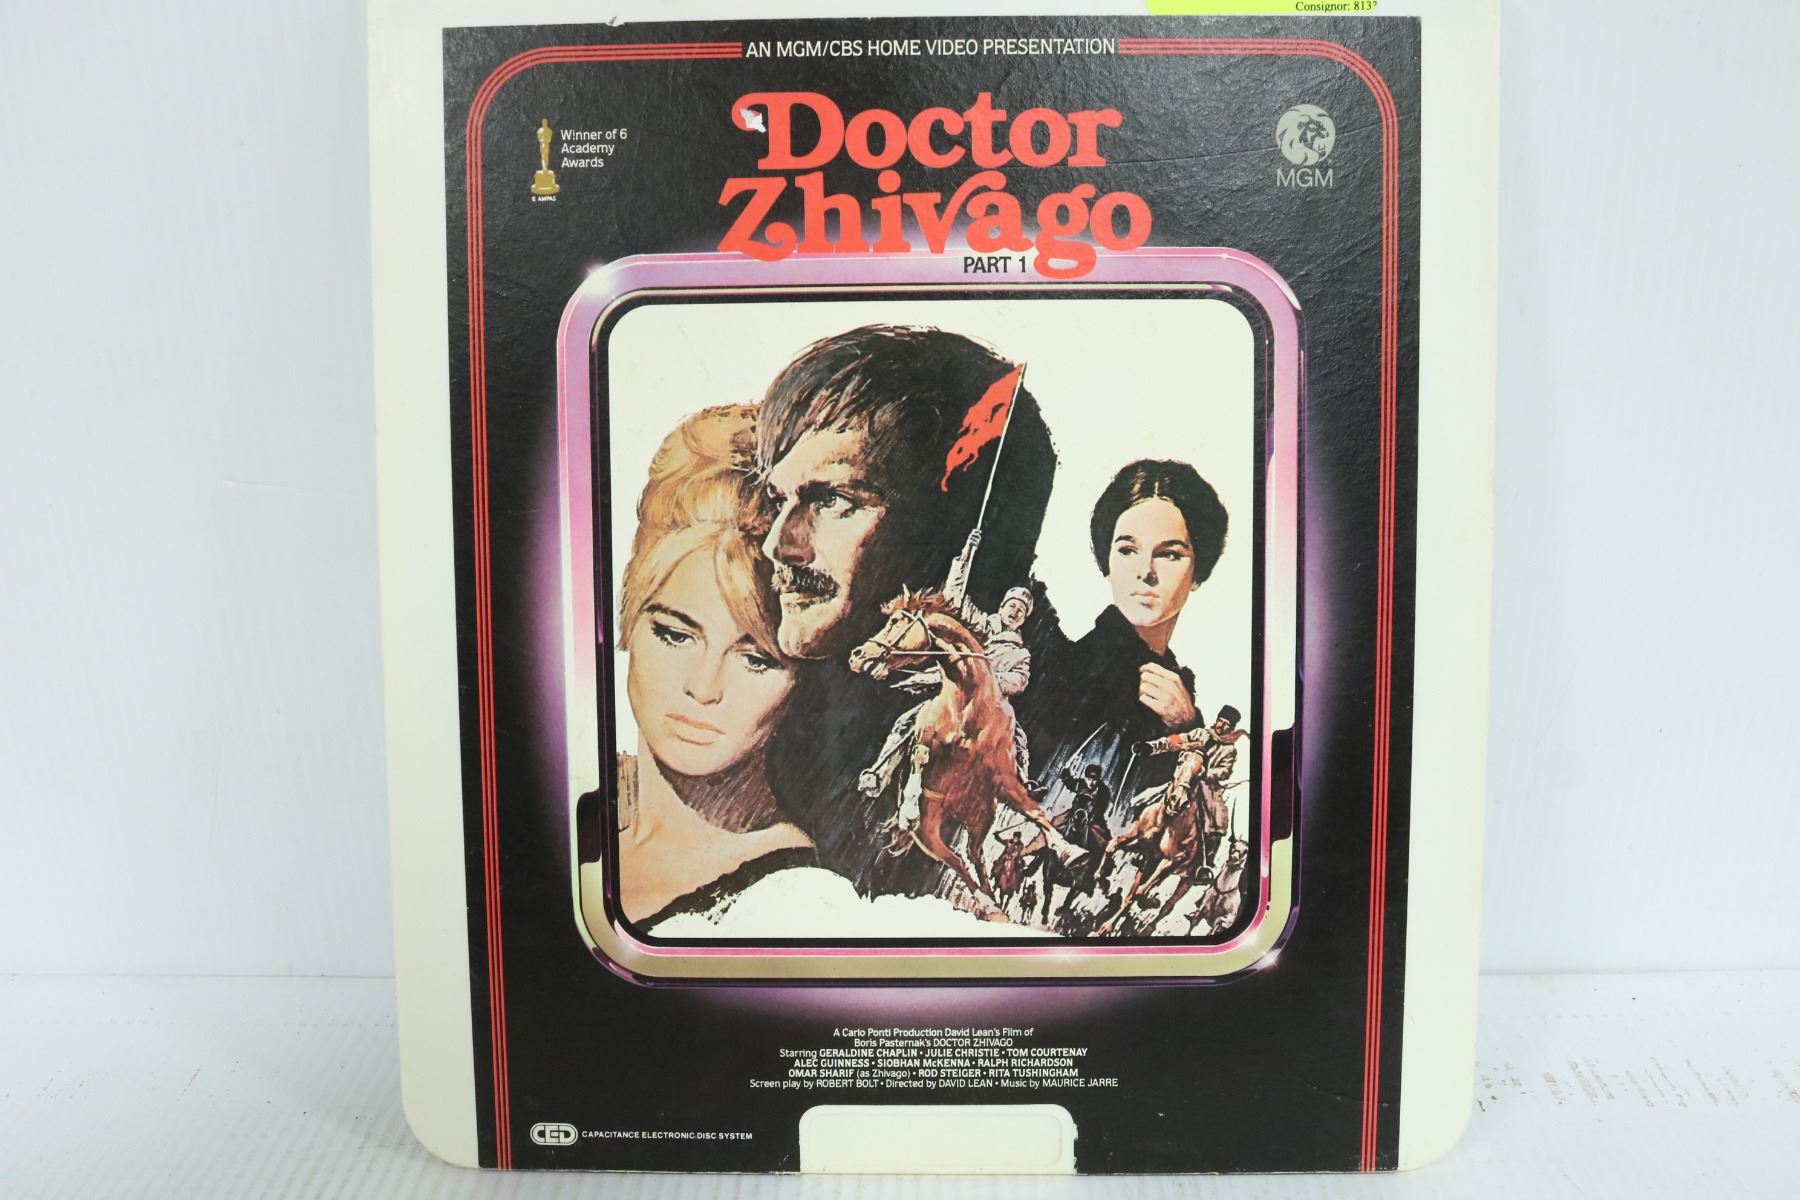 Consignor: 813?
AN MGM/CBS HOME VIDEO PRESENTATION
Doctor
Zhivago
PART 1
Winner of 6
Academy
Awards
© AMPAS
MGM
A Carlo Ponti Production David Lean's Film of
Boris Pasternak's DOCTOR ZHIVAGO
Starring GERALDINE CHAPLIN • JULIE CHRISTIE • TOM COURTENAY
ALEC GUINNESS • SIOBHAN McKENNA • RALPH RICHARDSON
OMAR SHARIF (as Zhivago) • ROD STEIGER • RITA TUSHINGHAM
Screen play by ROBERT BOLT • Directed by DAVID LEAN • Music by MAURICE JARRE
CED CAPACITANCE ELECTRONIC DISC SYSTEM